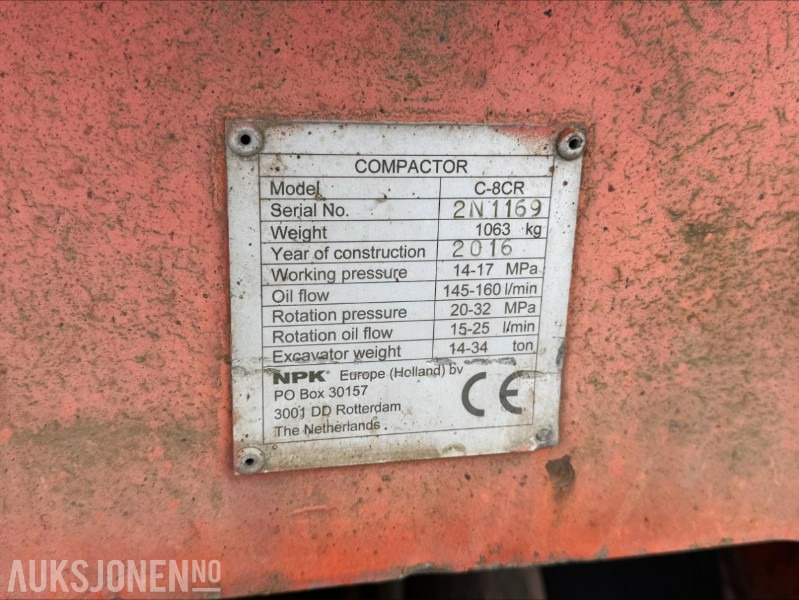 COMPACTOR
Model C-8CR
Serial No. 2N1169
Weight 1063 kg
Year of construction 2016
Working pressure 14-17 MPa
Oil flow 145-160 l/min
Rotation pressure 20-32 MPa
Rotation oil flow 15-25 l/min
Excavator weight 14-34 ton
NPK® Europe (Holland) bv
PO Box 30157
3001 DD Rotterdam
The Netherlands
CE
AUKSJONEN.NO